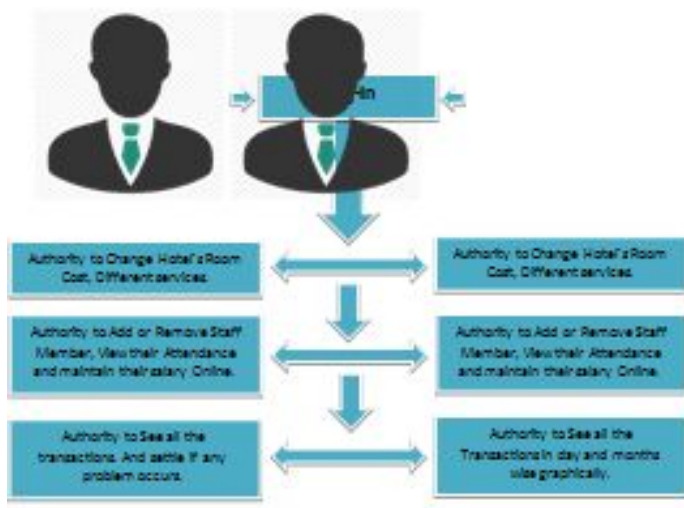 -in
Authority to Change Hotel's Room
Cost, Different services.
Authority to Change Hotel's Room
Cost, Different services.
Authority to Add or Remove Staff
Member, View their Attendance
and maintain their salary Online.
Authority to Add or Remove Staff
Member, View their Attendance
and maintain their salary Online.
Authority to See all the
transactions. And settle if any
problem occurs.
Authority to See all the
Transactions in day and months
wise graphically.